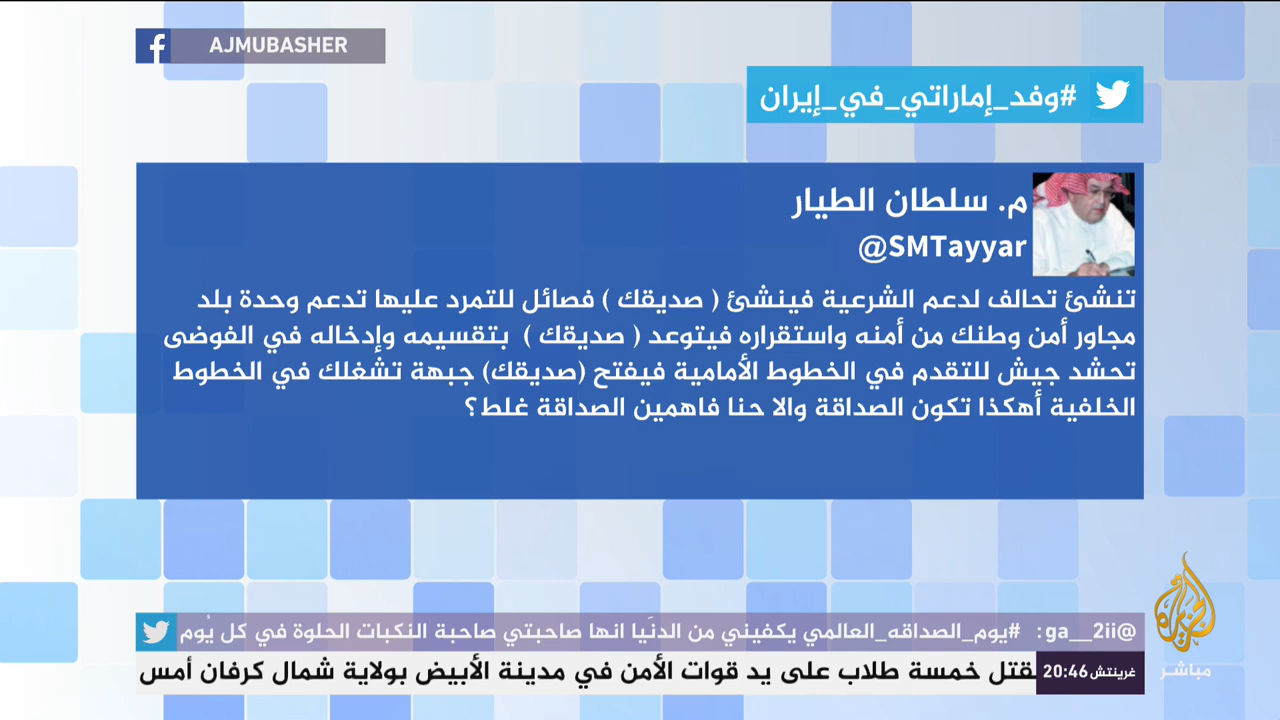 AJMUBASHER
#وفد_إماراتي_في_إيران
م. سلطان الطيار
@SMTayyar
تنشئ تحالف لدعم الشرعية فينشئ ( صديقك ) فصائل للتمرد عليها تدعم وحدة بلد
مجاور أمن وطنك من أمنه واستقراره فيتوعد ( صديقك ) بتقسيمه وإدخاله في الفوضى
تحشد جيش للتقدم في الخطوط الأمامية فيفتح (صديقك) جبهة تشغلك في الخطوط
الخلفية أهكذا تكون الصداقة والا حنا فاهمين الصداقة غلط؟
@ga__2ii : #يوم_الصداقه_العالمي يكفيني من الدنَيا انها صاحبتي صاحبة النكبات الحلوة في كل يُوم
غرينتش 20:46
مقتل خمسة طلاب على يد قوات الأمن في مدينة الأبيض بولاية شمال كرفان أمس
الجزيرة
مباشر